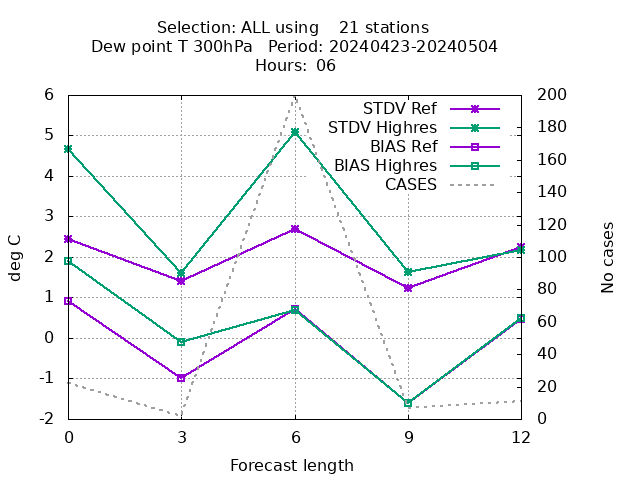 Selection: ALL using    21 stations
Dew point T 300hPa   Period: 20240423-20240504
Hours: 06
STDV Ref
STDV Highres
BIAS Ref
BIAS Highres
CASES
6
5
4
3
2
1
0
-1
-2
deg C
200
180
160
140
120
100
80
60
40
20
0
No cases
0 3 6 9 12
Forecast length